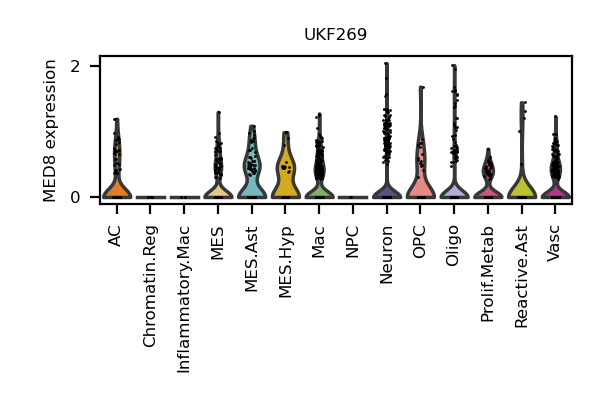 UKF269
MED8 expression
2
0
AC
Chromatin.Reg
Inflammatory.Mac
MES
MES.Ast
MES.Hyp
Mac
NPC
Neuron
OPC
Oligo
Prolif.Metab
Reactive.Ast
Vasc